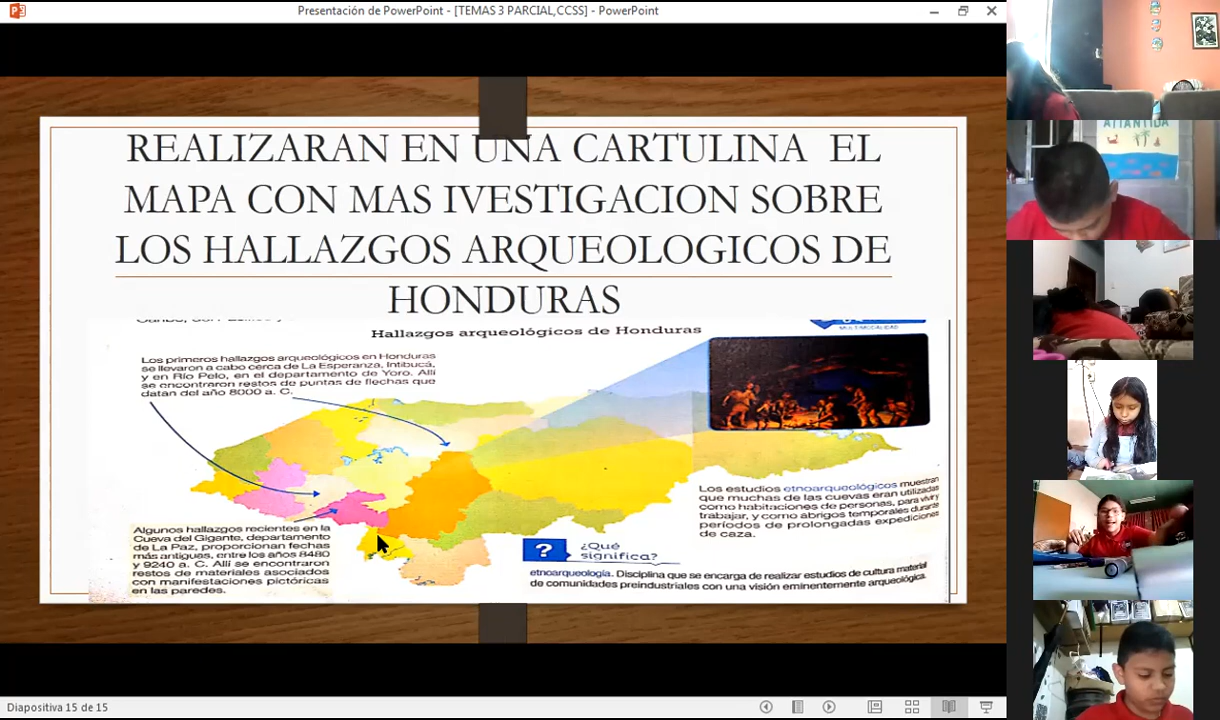 Presentación de PowerPoint - [TEMAS 3 PARCIAL,CCSS] - PowerPoint
ATLANTIDA
REALIZARAN EN UNA CARTULINA EL
MAPA CON MAS IVESTIGACION SOBRE
LOS HALLAZGOS ARQUEOLOGICOS DE
HONDURAS
Hallazgos arqueológicos de Honduras
Los primeros hallazgos arqueológicos en Honduras
se llevaron a cabo cerca de La Esperanza, Intibucá,
y en Río Pelo, en el departamento de Yoro. Allí
se encontraron restos de puntas de flechas que
datan del año 8000 a. C.
Los estudios etnoarqueológicos muestran
que muchas de las cuevas eran utilizadas
como habitaciones de personas, para vivir y
trabajar, y como abrigos temporales durante
períodos de prolongadas expediciones
de caza.
Algunos hallazgos recientes en la
Cueva del Gigante, departamento
de La Paz, proporcionan fechas
más antiguas, entre los años 8480
y 9240 a. C. Allí se encontraron
restos de materiales asociados
con manifestaciones pictóricas
en las paredes.
? ¿Qué
significa?
etnoarqueología. Disciplina que se encarga de realizar estudios de cultura material
de comunidades preindustriales con una visión eminentemente arqueológica.
Diapositiva 15 de 15